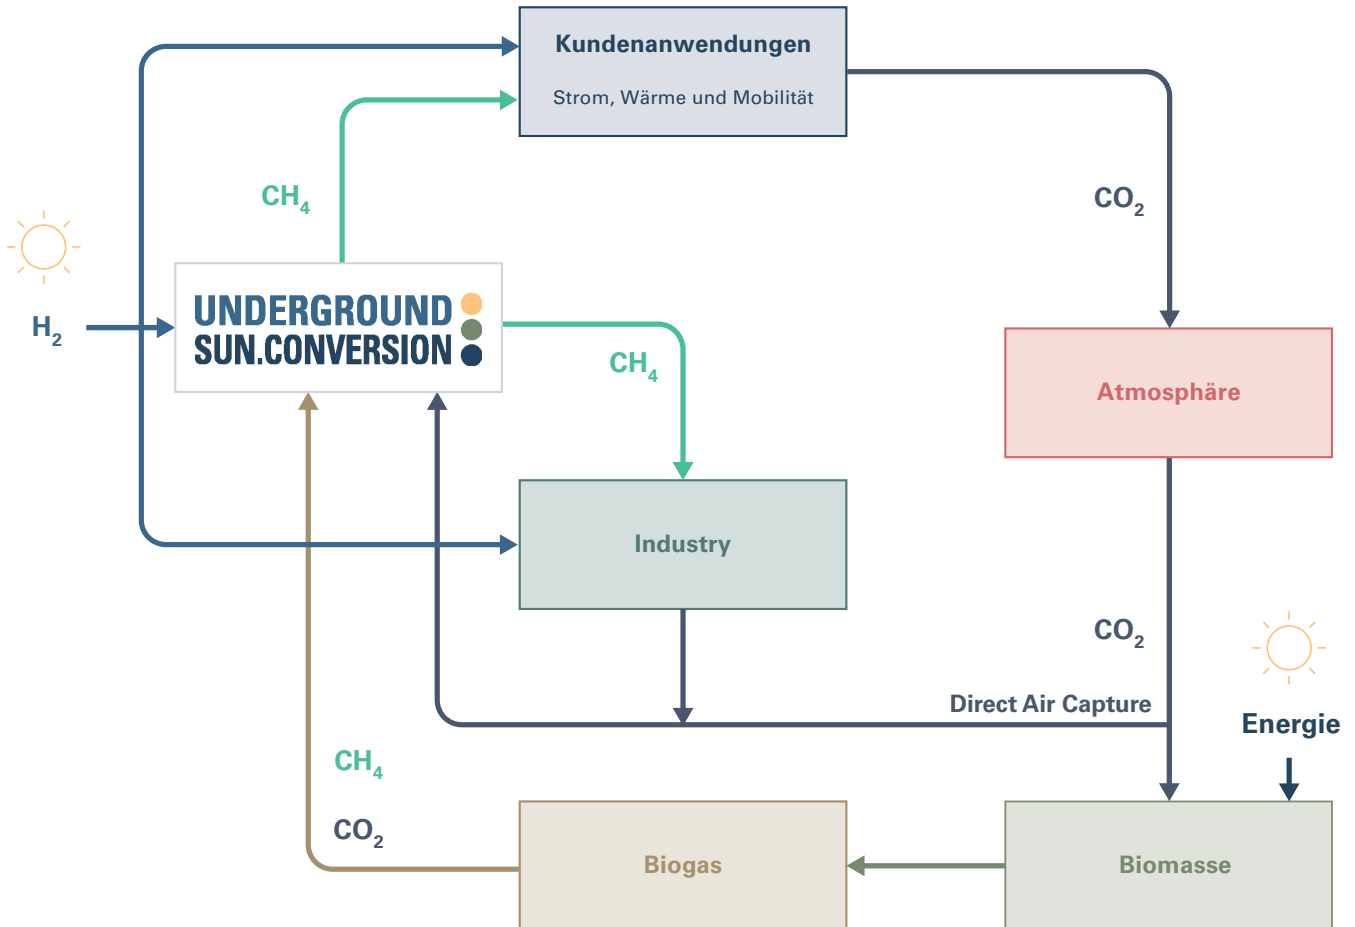 Kundenanwendungen
Strom, Wärme und Mobilität
CH₄
CO₂
H₂
UNDERGROUND
SUN.CONVERSION
CH₄
Atmosphäre
Industry
CO₂
Direct Air Capture
Energie
CH₄
CO₂
Biogas
Biomasse